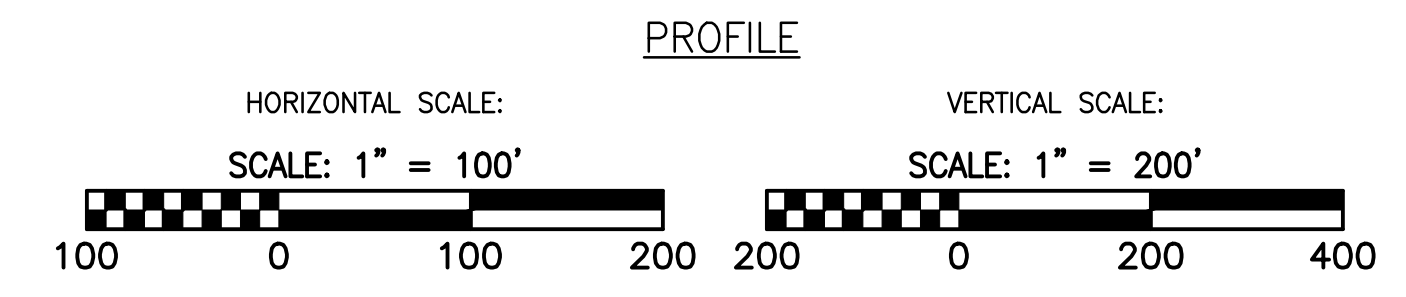 PROFILE
HORIZONTAL SCALE:
SCALE: 1" = 100'
100 0 100 200
VERTICAL SCALE:
SCALE: 1" = 200'
200 0 200 400